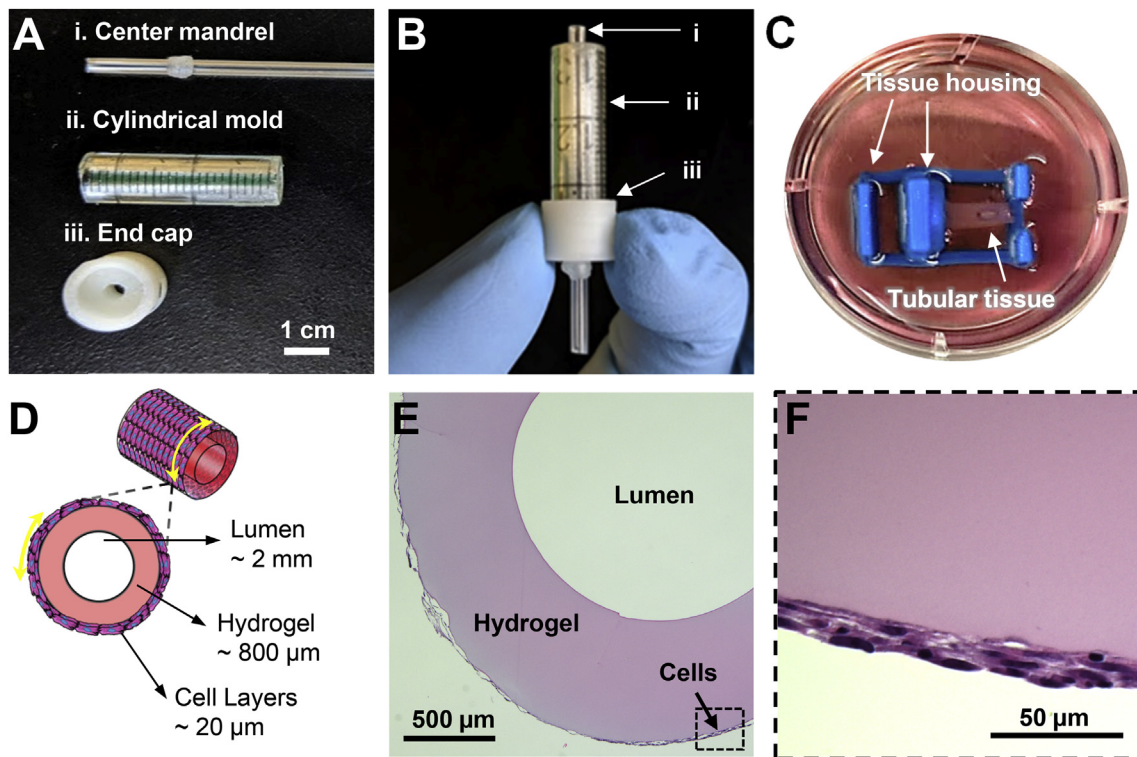 A
i. Center mandrel
ii. Cylindrical mold
iii. End cap
1 cm
B
i
ii
iii
C
Tissue housing
Tubular tissue
D
Lumen
~ 2 mm
Hydrogel
~ 800 µm
Cell Layers
~ 20 µm
E
Lumen
Hydrogel
Cells
500 µm
F
50 µm